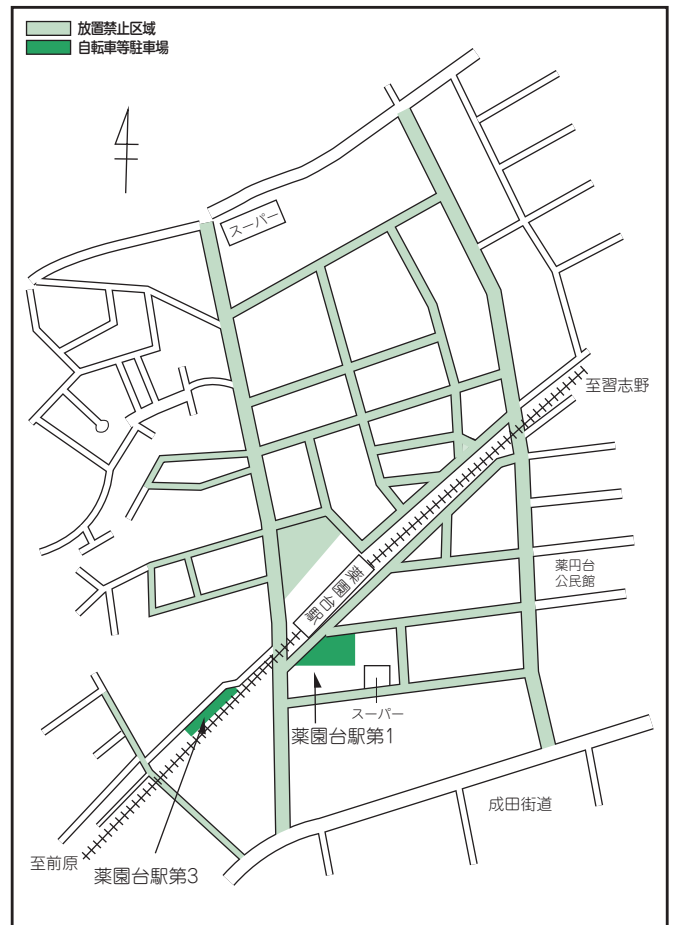 放置禁止区域
自転車等駐車場
スーパー
至習志野
薬円台
公民館
薬園台駅
スーパー
薬園台駅第1
成田街道
至前原
薬園台駅第3